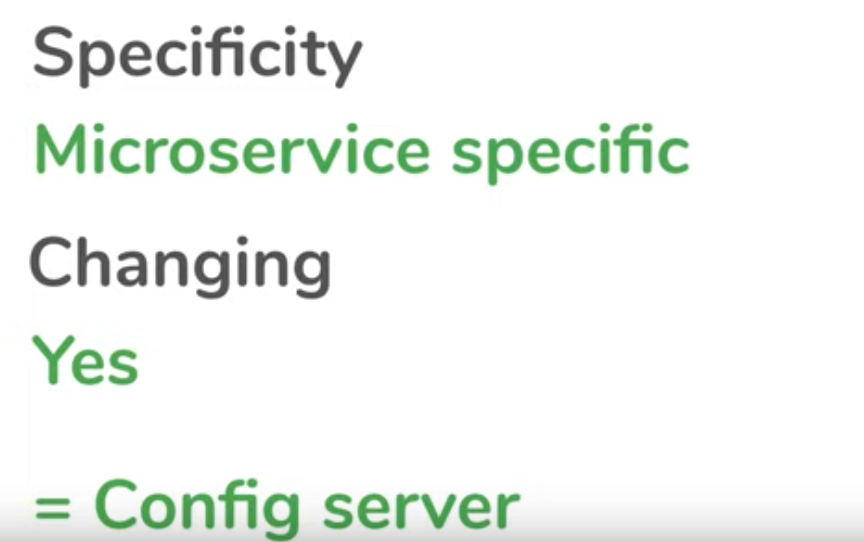 Specificity
Microservice specific
Changing
Yes
= Config server